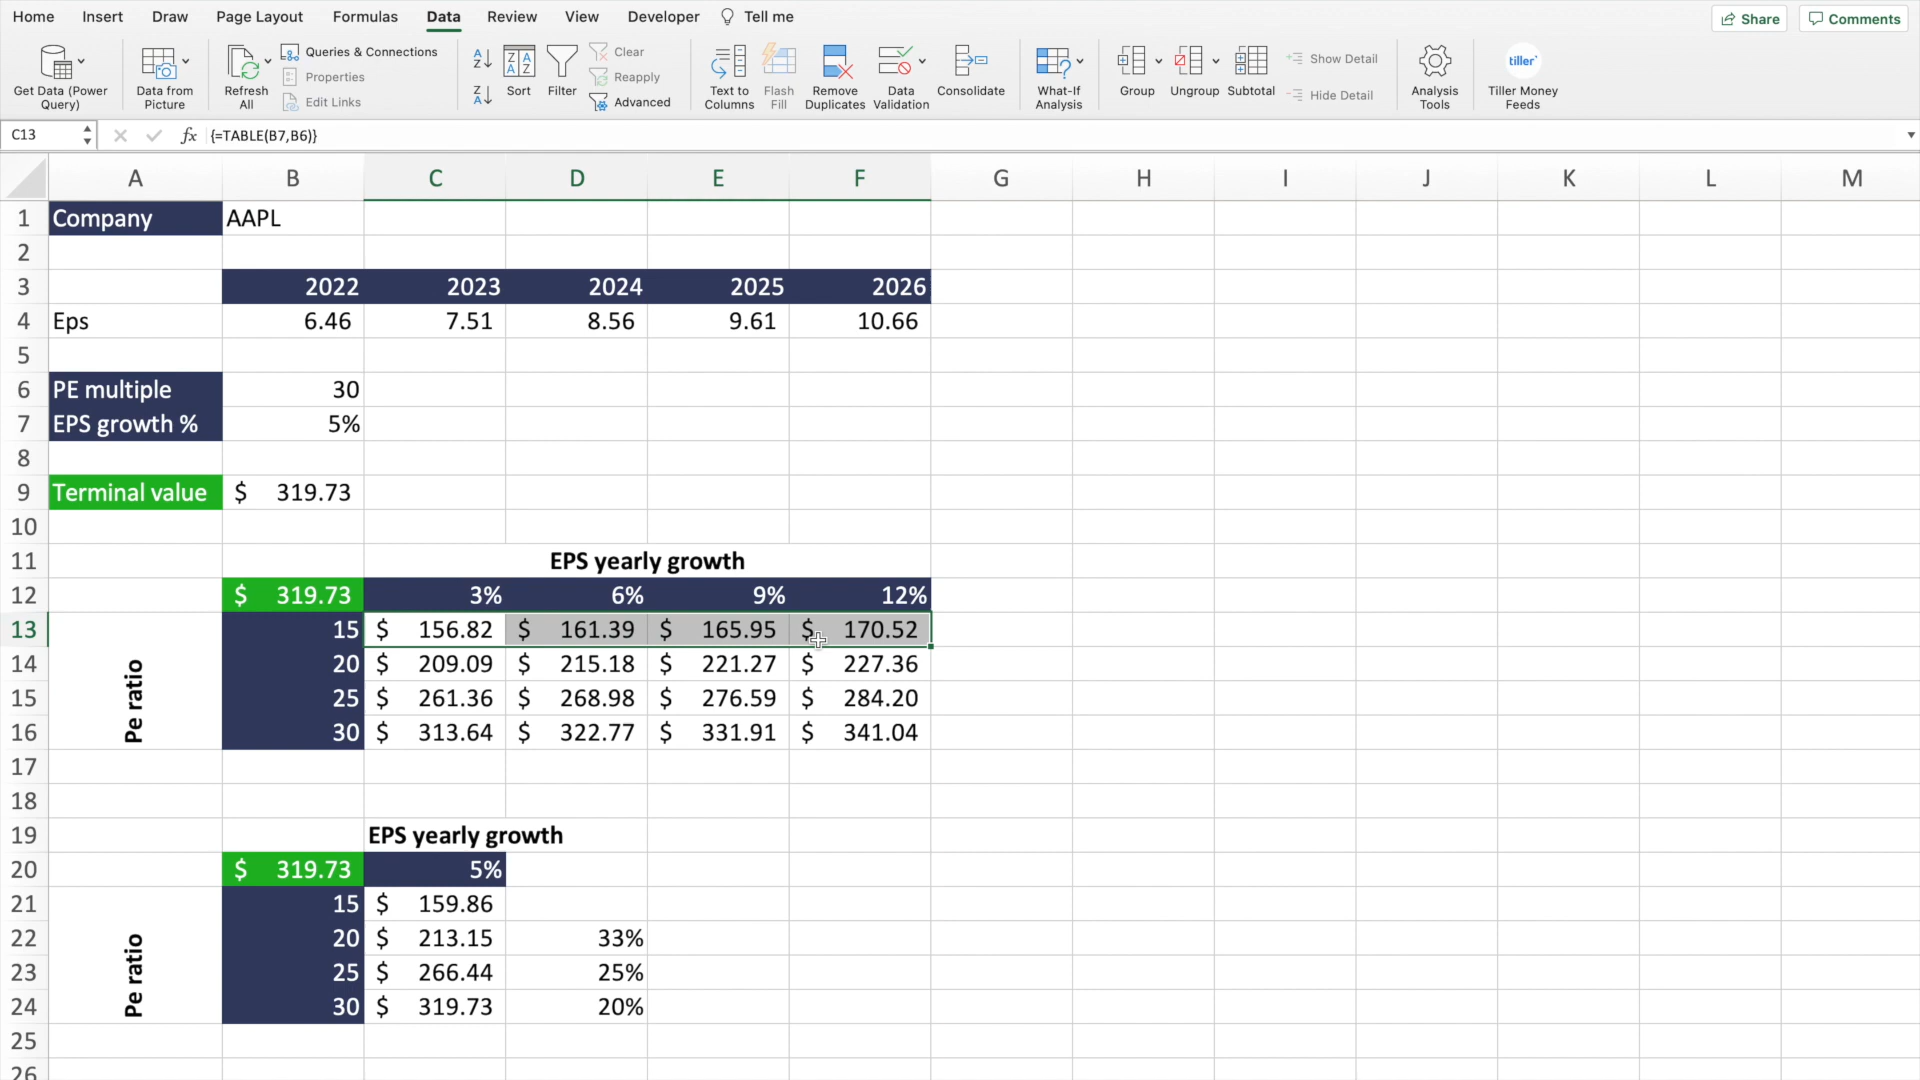 Home Insert Draw Page Layout Formulas Data Review View Developer Tell me Share Comments
Get Data (Power Query) Data from Picture Refresh All Queries & Connections Properties Edit Links Sort Filter Clear Reapply Advanced Text to Columns Flash Fill Remove Duplicates Data Validation Consolidate What-If Analysis Group Ungroup Subtotal Show Detail Hide Detail Analysis Tools tiller Tiller Money Feeds
C13 fx {=TABLE(B7,B6)}
A B C D E F G H I J K L M
1 Company AAPL
2
3 2022 2023 2024 2025 2026
4 Eps 6.46 7.51 8.56 9.61 10.66
5
6 PE multiple 30
7 EPS growth % 5%
8
9 Terminal value $ 319.73
10
11 EPS yearly growth
12 $ 319.73 3% 6% 9% 12%
13 15 $ 156.82 $ 161.39 $ 165.95 $ 170.52
14 20 $ 209.09 $ 215.18 $ 221.27 $ 227.36
15 25 $ 261.36 $ 268.98 $ 276.59 $ 284.20
16 30 $ 313.64 $ 322.77 $ 331.91 $ 341.04
Pe ratio
17
18
19 EPS yearly growth
20 $ 319.73 5%
21 15 $ 159.86
22 20 $ 213.15 33%
23 25 $ 266.44 25%
24 30 $ 319.73 20%
Pe ratio
25
26